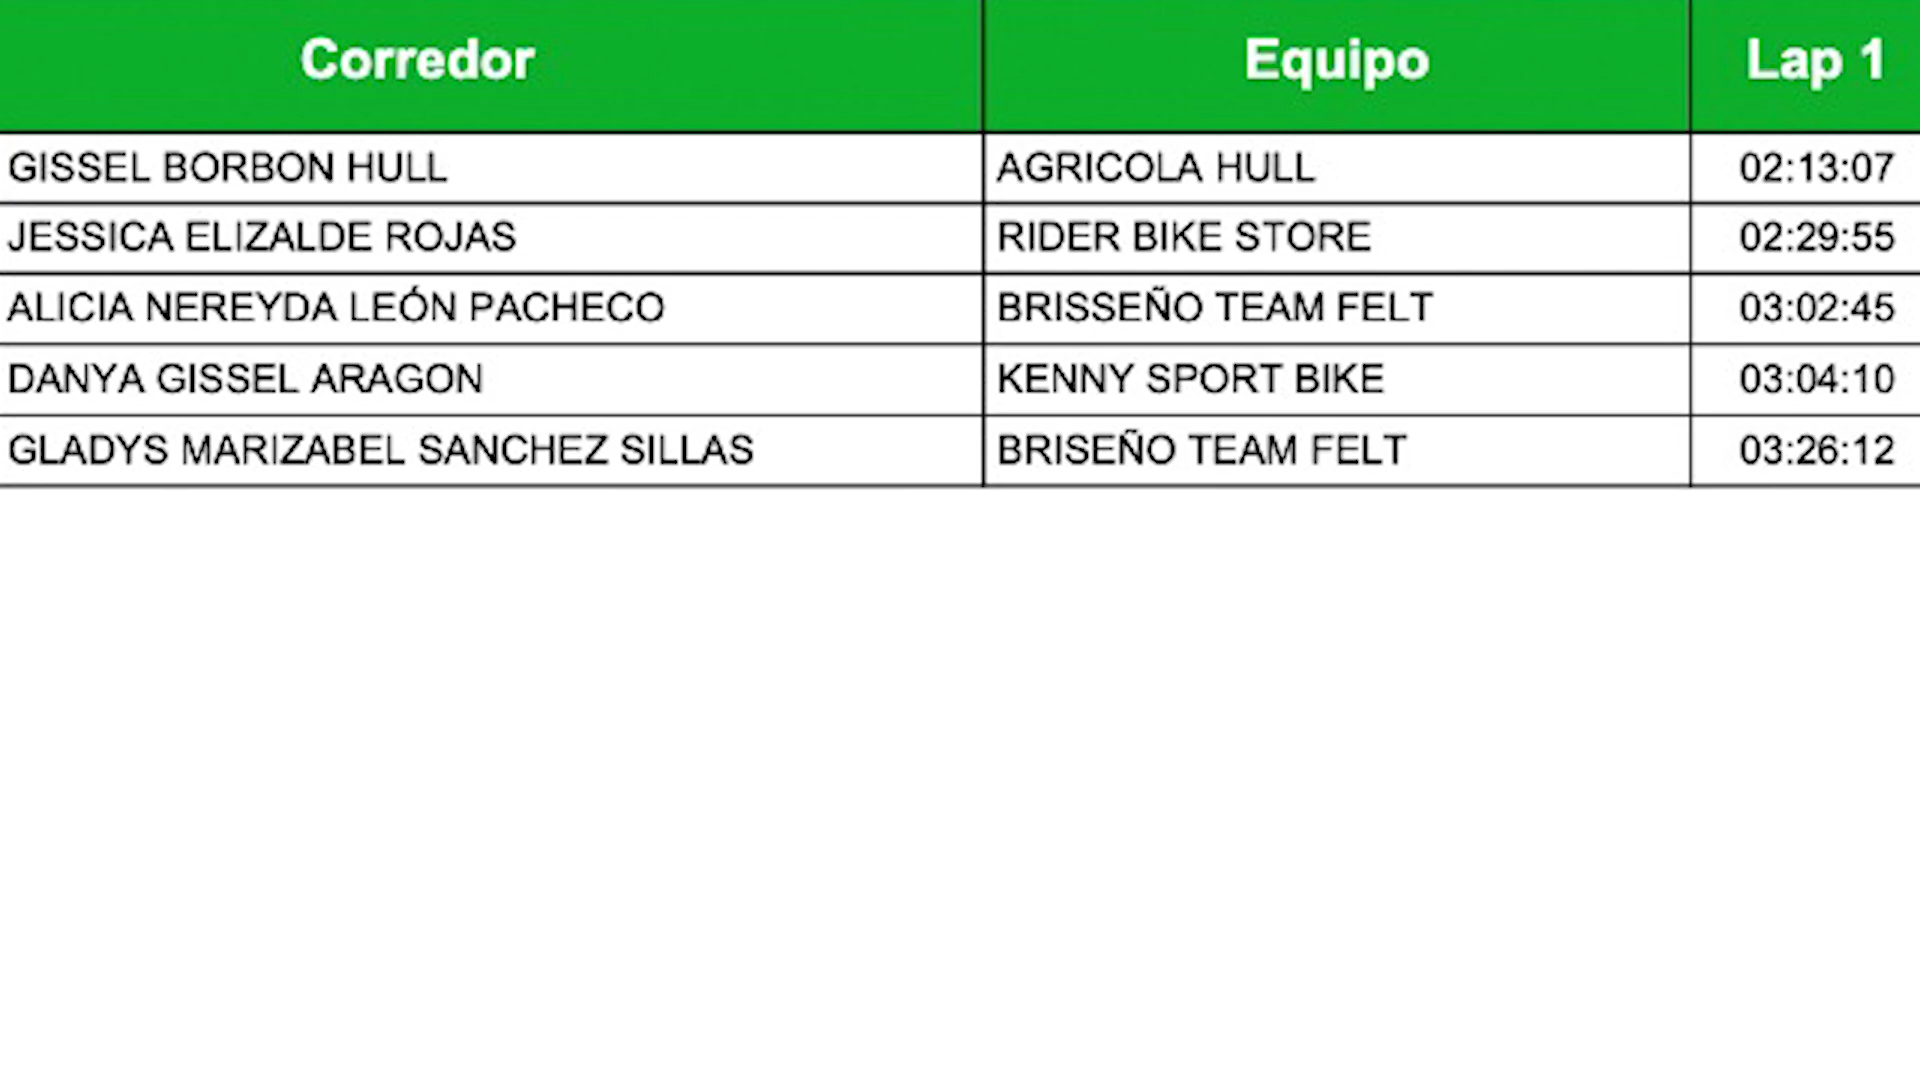 Corredor Equipo Lap 1
GISSEL BORBON HULL AGRICOLA HULL 02:13:07
JESSICA ELIZALDE ROJAS RIDER BIKE STORE 02:29:55
ALICIA NEREYDA LEÓN PACHECO BRISSEÑO TEAM FELT 03:02:45
DANYA GISSEL ARAGON KENNY SPORT BIKE 03:04:10
GLADYS MARIZABEL SANCHEZ SILLAS BRISEÑO TEAM FELT 03:26:12